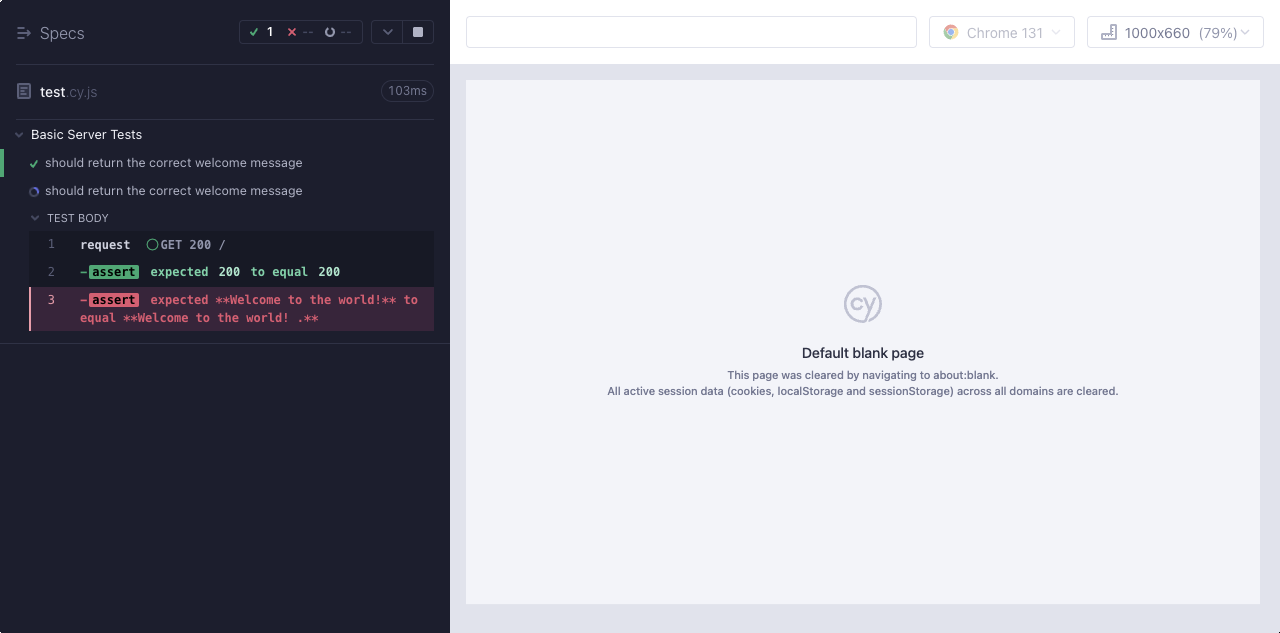 Specs
1
--
--
test.cy.js
103ms
Basic Server Tests
should return the correct welcome message
should return the correct welcome message
TEST BODY
1 request GET 200 /
2 -assert expected 200 to equal 200
3 -assert expected **Welcome to the world!** to
equal **Welcome to the world! .**
Chrome 131
1000x660 (79%)
cy
Default blank page
This page was cleared by navigating to about:blank.
All active session data (cookies, localStorage and sessionStorage) across all domains are cleared.